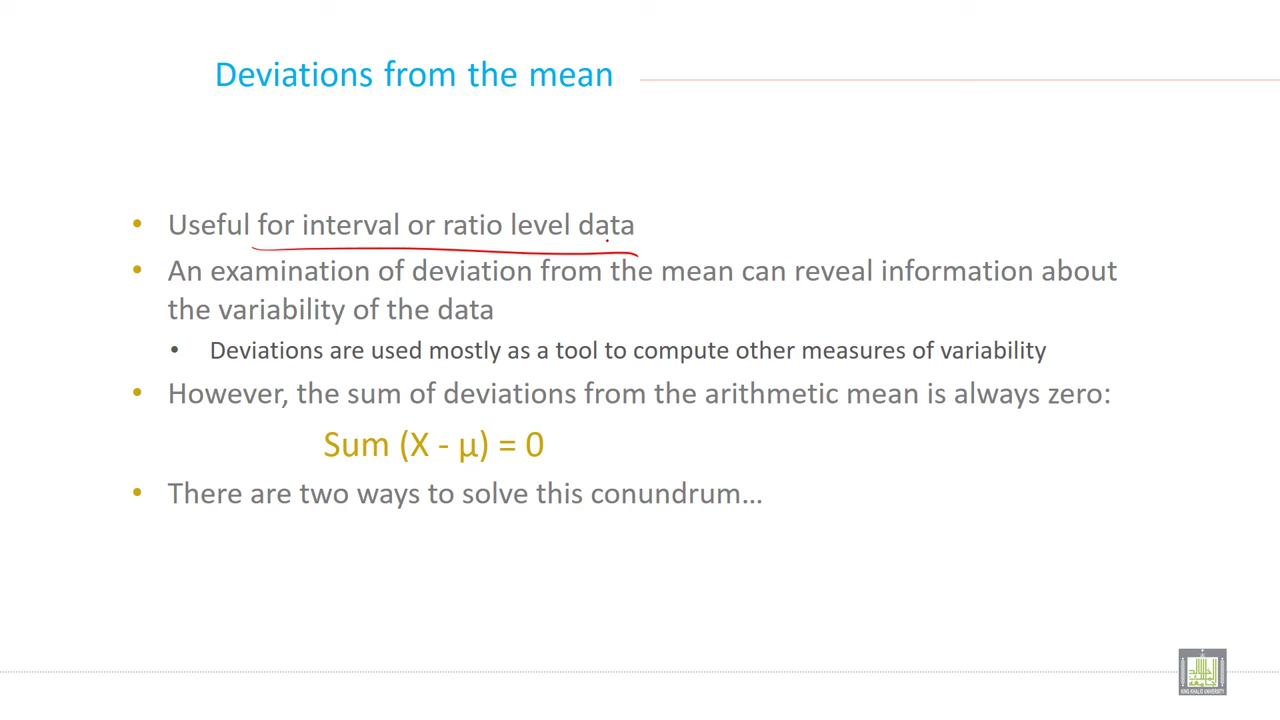 Deviations from the mean
• Useful for interval or ratio level data
• An examination of deviation from the mean can reveal information about
the variability of the data
• Deviations are used mostly as a tool to compute other measures of variability
• However, the sum of deviations from the arithmetic mean is always zero:
Sum (X - µ) = 0
• There are two ways to solve this conundrum…
KING KHALID UNIVERSITY